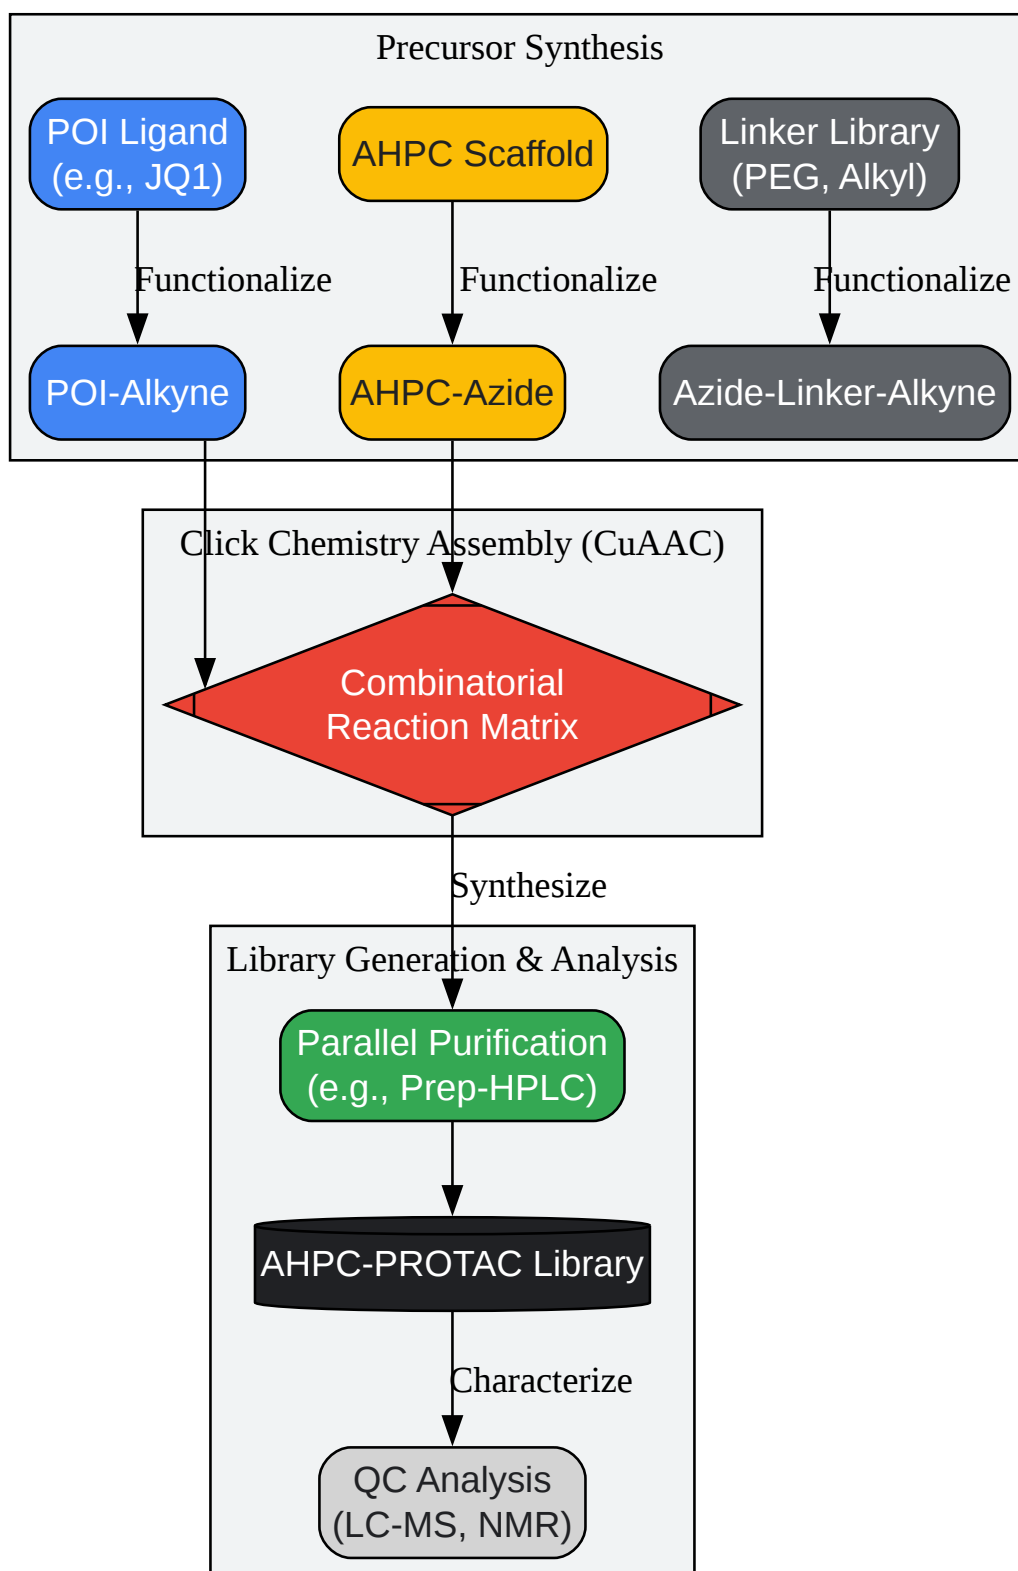 Precursor Synthesis
POI Ligand
(e.g., JQ1)
AHPC Scaffold
Linker Library
(PEG, Alkyl)
Functionalize
Functionalize
Functionalize
POI-Alkyne
AHPC-Azide
Azide-Linker-Alkyne
Click Chemistry Assembly (CuAAC)
Combinatorial
Reaction Matrix
Synthesize
Library Generation & Analysis
Parallel Purification
(e.g., Prep-HPLC)
AHPC-PROTAC Library
Characterize
QC Analysis
(LC-MS, NMR)